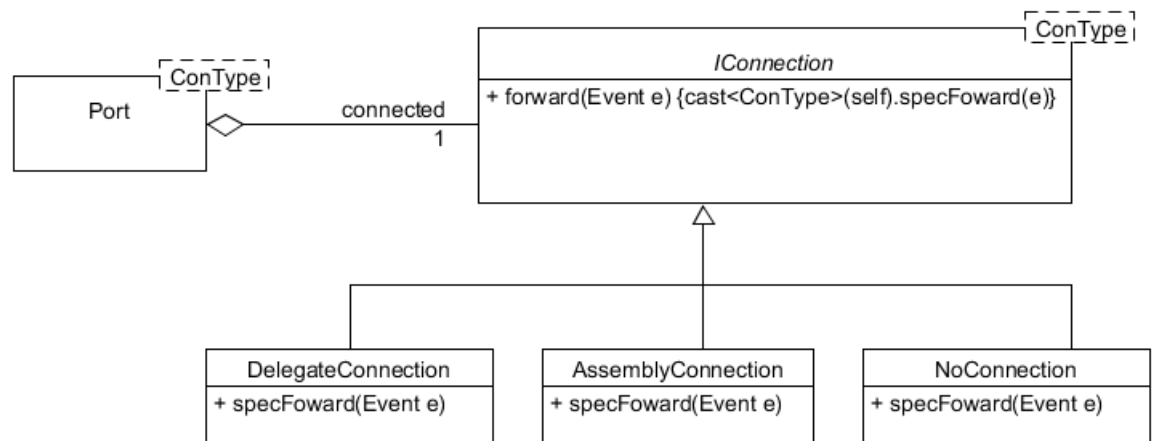 ConType
IConnection
+ forward(Event e) {cast<ConType>(self).specFoward(e)}
ConType
Port
connected
1
DelegateConnection
+ specFoward(Event e)
AssemblyConnection
+ specFoward(Event e)
NoConnection
+ specFoward(Event e)